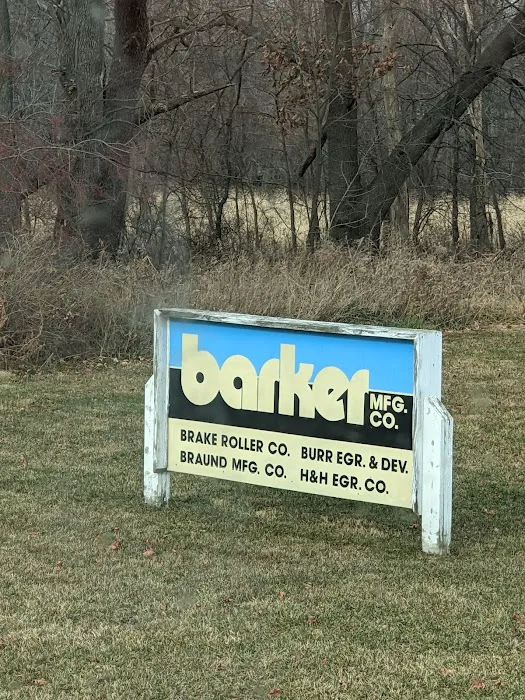 barker MFG.
CO.
BRAKE ROLLER CO. BURR EGR. & DEV.
BRAUND MFG. CO. H&H EGR. CO.